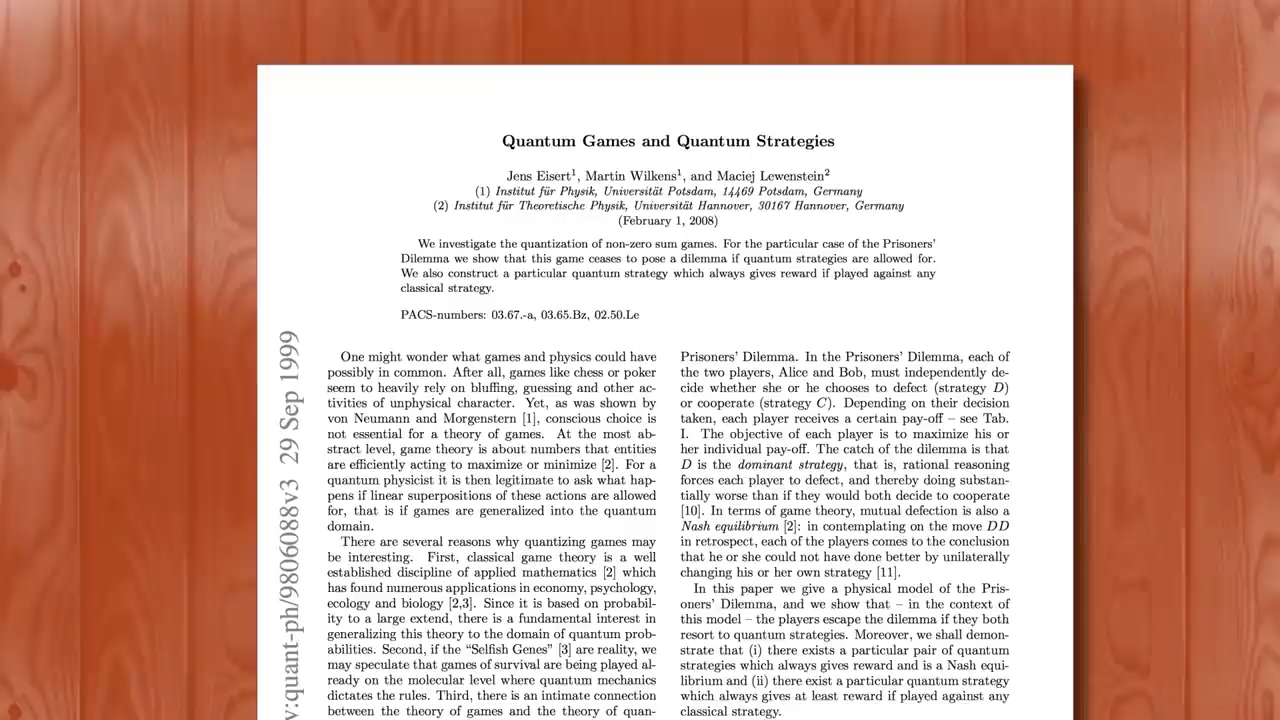 Quantum Games and Quantum Strategies
Jens Eisert1, Martin Wilkens1, and Maciej Lewenstein2
(1) Institut für Physik, Universität Potsdam, 14469 Potsdam, Germany
(2) Institut für Theoretische Physik, Universität Hannover, 30167 Hannover, Germany
(February 1, 2008)
We investigate the quantization of non-zero sum games. For the particular case of the Prisoners'
Dilemma we show that this game ceases to pose a dilemma if quantum strategies are allowed for.
We also construct a particular quantum strategy which always gives reward if played against any
classical strategy.
PACS-numbers: 03.67.-a, 03.65.Bz, 02.50.Le
v:quant-ph/9806088v3 29 Sep 1999
One might wonder what games and physics could have
possibly in common. After all, games like chess or poker
seem to heavily rely on bluffing, guessing and other ac-
tivities of unphysical character. Yet, as was shown by
von Neumann and Morgenstern [1], conscious choice is
not essential for a theory of games. At the most ab-
stract level, game theory is about numbers that entities
are efficiently acting to maximize or minimize [2]. For a
quantum physicist it is then legitimate to ask what hap-
pens if linear superpositions of these actions are allowed
for, that is if games are generalized into the quantum
domain.
There are several reasons why quantizing games may
be interesting. First, classical game theory is a well
established discipline of applied mathematics [2] which
has found numerous applications in economy, psychology,
ecology and biology [2,3]. Since it is based on probabil-
ity to a large extend, there is a fundamental interest in
generalizing this theory to the domain of quantum prob-
abilities. Second, if the “Selfish Genes” [3] are reality, we
may speculate that games of survival are being played al-
ready on the molecular level where quantum mechanics
dictates the rules. Third, there is an intimate connection
between the theory of games and the theory of quan-
Prisoners' Dilemma. In the Prisoners' Dilemma, each of
the two players, Alice and Bob, must independently de-
cide whether she or he chooses to defect (strategy D)
or cooperate (strategy C). Depending on their decision
taken, each player receives a certain pay-off – see Tab.
I. The objective of each player is to maximize his or
her individual pay-off. The catch of the dilemma is that
D is the dominant strategy, that is, rational reasoning
forces each player to defect, and thereby doing substan-
tially worse than if they would both decide to cooperate
[10]. In terms of game theory, mutual defection is also a
Nash equilibrium [2]: in contemplating on the move DD
in retrospect, each of the players comes to the conclusion
that he or she could not have done better by unilaterally
changing his or her own strategy [11].
In this paper we give a physical model of the Pris-
oners' Dilemma, and we show that – in the context of
this model – the players escape the dilemma if they both
resort to quantum strategies. Moreover, we shall demon-
strate that (i) there exists a particular pair of quantum
strategies which always gives reward and is a Nash equi-
librium and (ii) there exist a particular quantum strategy
which always gives at least reward if played against any
classical strategy.